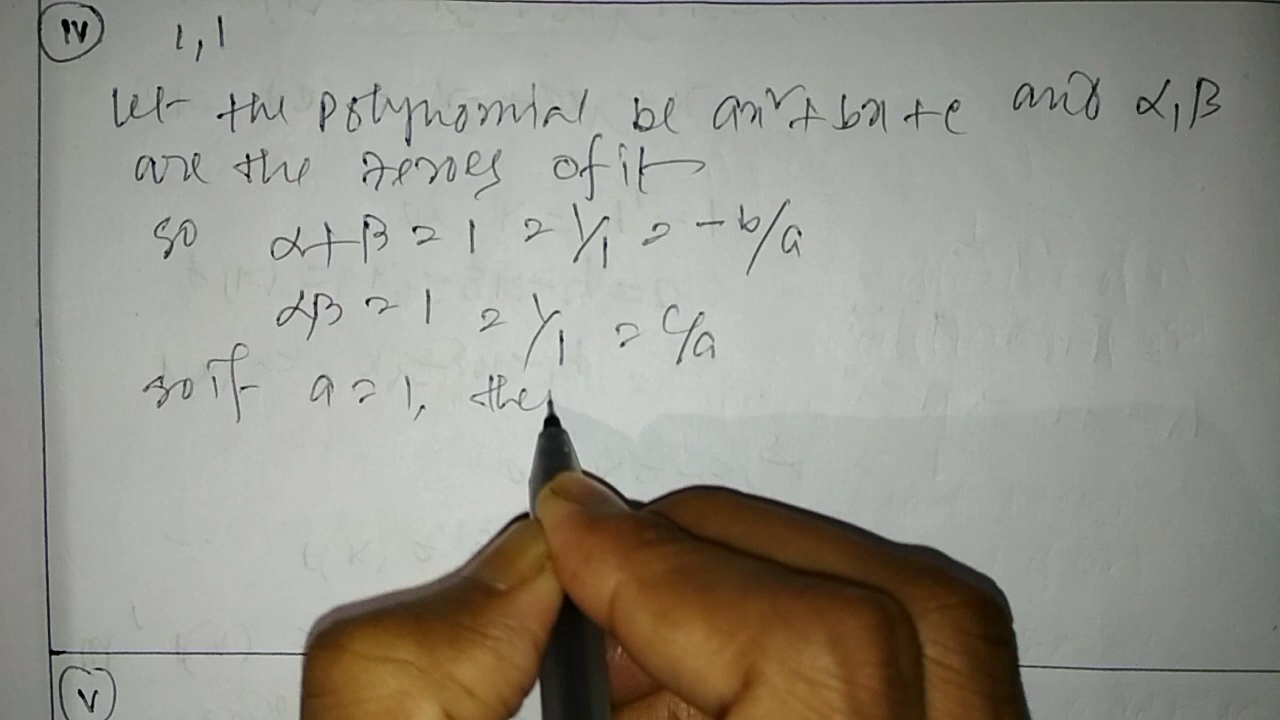 (iv) 1, 1
let the polynomial be ax²+bx+c and α, β
are the zeroes of it
so α+β = 1 = 1/1 = -b/a
αβ = 1 = 1/1 = c/a
so if a = 1, the
(v)